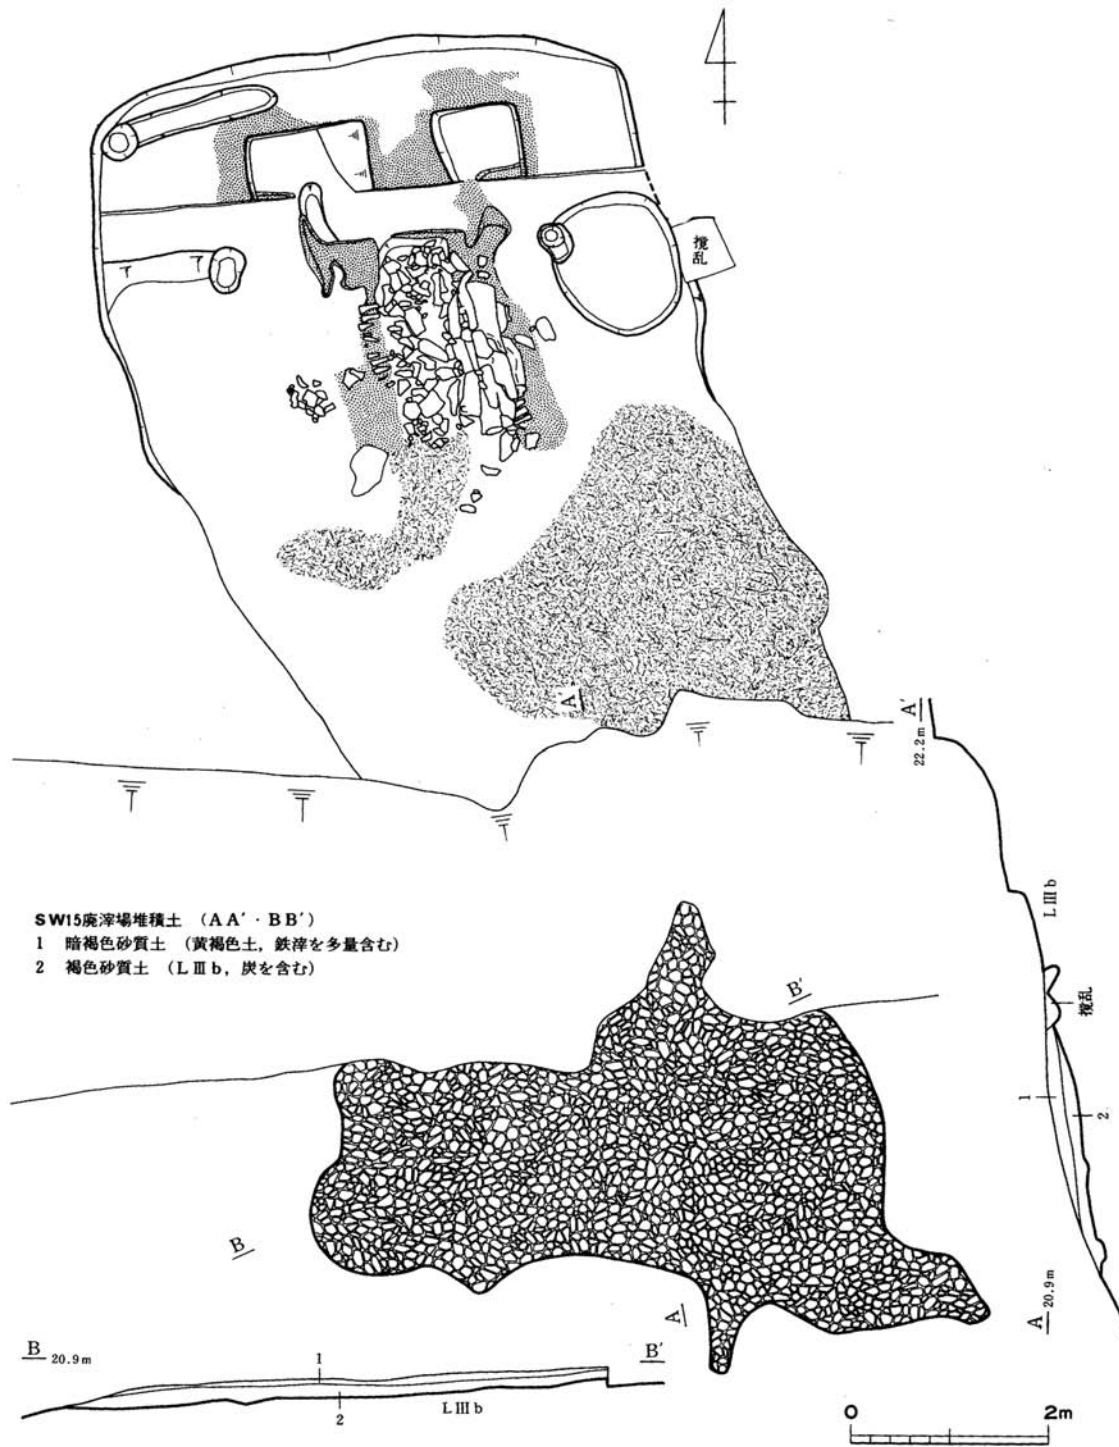 撹乱
A'
A'
22.2m
LⅢb
SW15廃滓場堆積土 (AA'・BB')
1 暗褐色砂質土 (黄褐色土, 鉄滓を多量含む)
2 褐色砂質土 (LⅢb, 炭を含む)
B'
撹乱
1
2
B
A
A
20.9m
B
20.9m
1
B'
2
LⅢb
0
2m